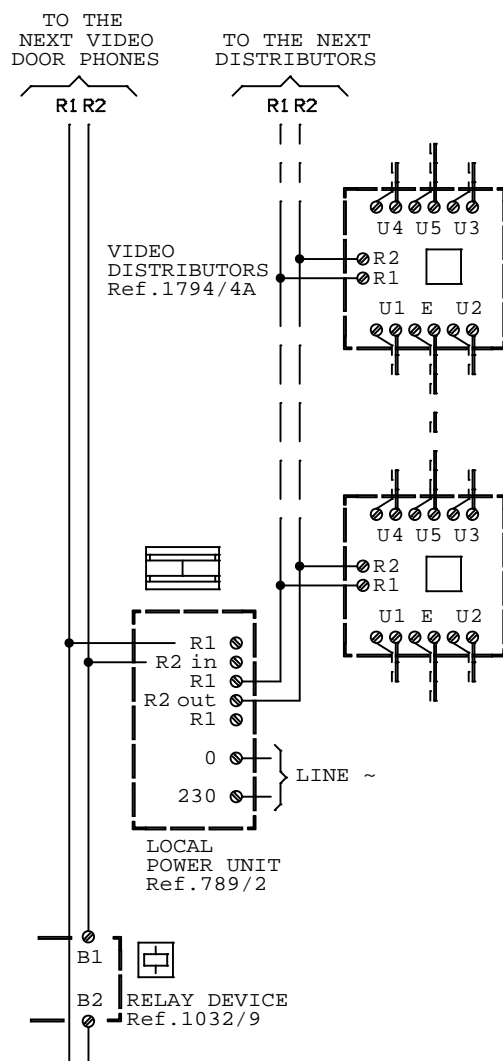 TO THE
NEXT VIDEO
DOOR PHONES
R1 R2
TO THE NEXT
DISTRIBUTORS
R1 R2
U4 U5 U3
VIDEO
DISTRIBUTORS
Ref.1794/4A
R2
R1
U1 E U2
U4 U5 U3
R2
R1
U1 E U2
R1
R2 in
R1
R2 out
R1
0
230
LINE ~
LOCAL
POWER UNIT
Ref.789/2
B1
B2
RELAY DEVICE
Ref.1032/9